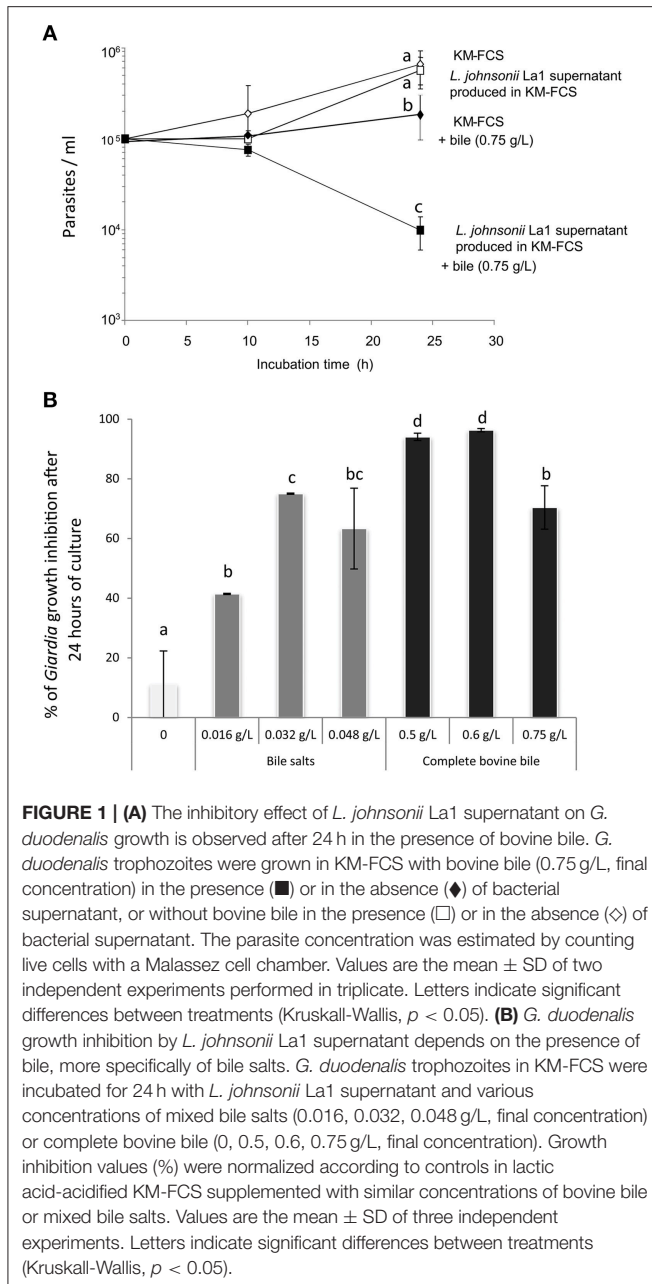 A
10⁶
10⁵
10⁴
10³
Parasites / ml
a
a
b
c
KM-FCS
L. johnsonii La1 supernatant
produced in KM-FCS
KM-FCS
+ bile (0.75 g/L)
L. johnsonii La1 supernatant
produced in KM-FCS
+ bile (0.75 g/L)
0 5 10 15 20 25 30
Incubation time (h)
B
% of Giardia growth inhibition after
24 hours of culture
100
80
60
40
20
0
a
b
c
bc
d
d
b
0 0.016 g/L 0.032 g/L 0.048 g/L 0.5 g/L 0.6 g/L 0.75 g/L
Bile salts Complete bovine bile
FIGURE 1 | (A) The inhibitory effect of L. johnsonii La1 supernatant on G.
duodenalis growth is observed after 24 h in the presence of bovine bile. G.
duodenalis trophozoites were grown in KM-FCS with bovine bile (0.75 g/L, final
concentration) in the presence (■) or in the absence (♦) of bacterial
supernatant, or without bovine bile in the presence (□) or in the absence (◇) of
bacterial supernatant. The parasite concentration was estimated by counting
live cells with a Malassez cell chamber. Values are the mean ± SD of two
independent experiments performed in triplicate. Letters indicate significant
differences between treatments (Kruskall-Wallis, p < 0.05). (B) G. duodenalis
growth inhibition by L. johnsonii La1 supernatant depends on the presence of
bile, more specifically of bile salts. G. duodenalis trophozoites in KM-FCS were
incubated for 24 h with L. johnsonii La1 supernatant and various
concentrations of mixed bile salts (0.016, 0.032, 0.048 g/L, final concentration)
or complete bovine bile (0, 0.5, 0.6, 0.75 g/L, final concentration). Growth
inhibition values (%) were normalized according to controls in lactic
acid-acidified KM-FCS supplemented with similar concentrations of bovine bile
or mixed bile salts. Values are the mean ± SD of three independent
experiments. Letters indicate significant differences between treatments
(Kruskall-Wallis, p < 0.05).